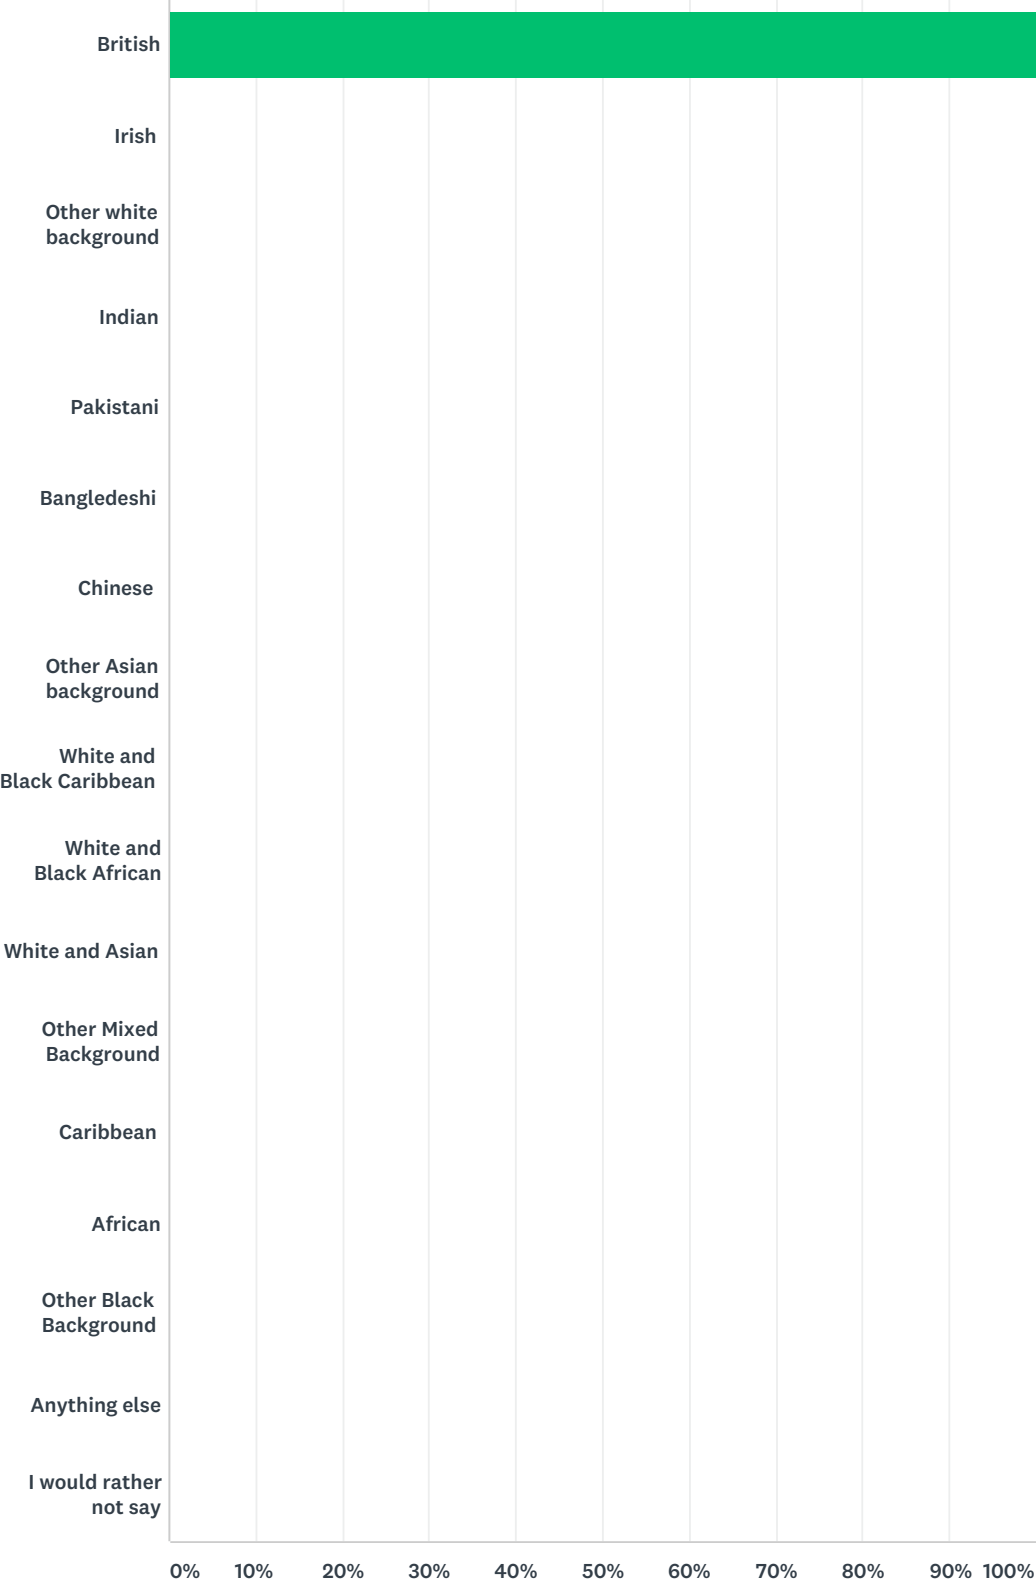 British
Irish
Other white
background
Indian
Pakistani
Bangledeshi
Chinese
Other Asian
background
White and
Black Caribbean
White and
Black African
White and Asian
Other Mixed
Background
Caribbean
African
Other Black
Background
Anything else
I would rather
not say
0% 10% 20% 30% 40% 50% 60% 70% 80% 90% 100%